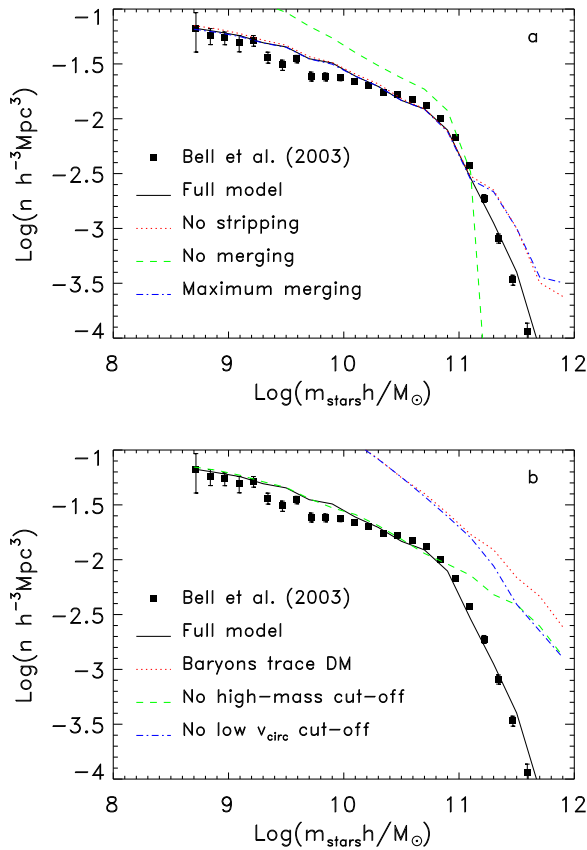 a
-1
-1.5
-2
-2.5
-3
-3.5
-4
Log(n h⁻³Mpc³)
Bell et al. (2003)
Full model
No stripping
No merging
Maximum merging
8 9 10 11 12
Log(m_stars h/M_⊙)
b
-1
-1.5
-2
-2.5
-3
-3.5
-4
Log(n h⁻³Mpc³)
Bell et al. (2003)
Full model
Baryons trace DM
No high-mass cut-off
No low v_circ cut-off
8 9 10 11 12
Log(m_stars h/M_⊙)